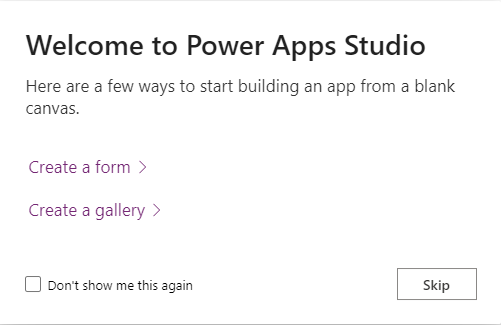 Welcome to Power Apps Studio
Here are a few ways to start building an app from a blank
canvas.
Create a form
Create a gallery
Don't show me this again
Skip